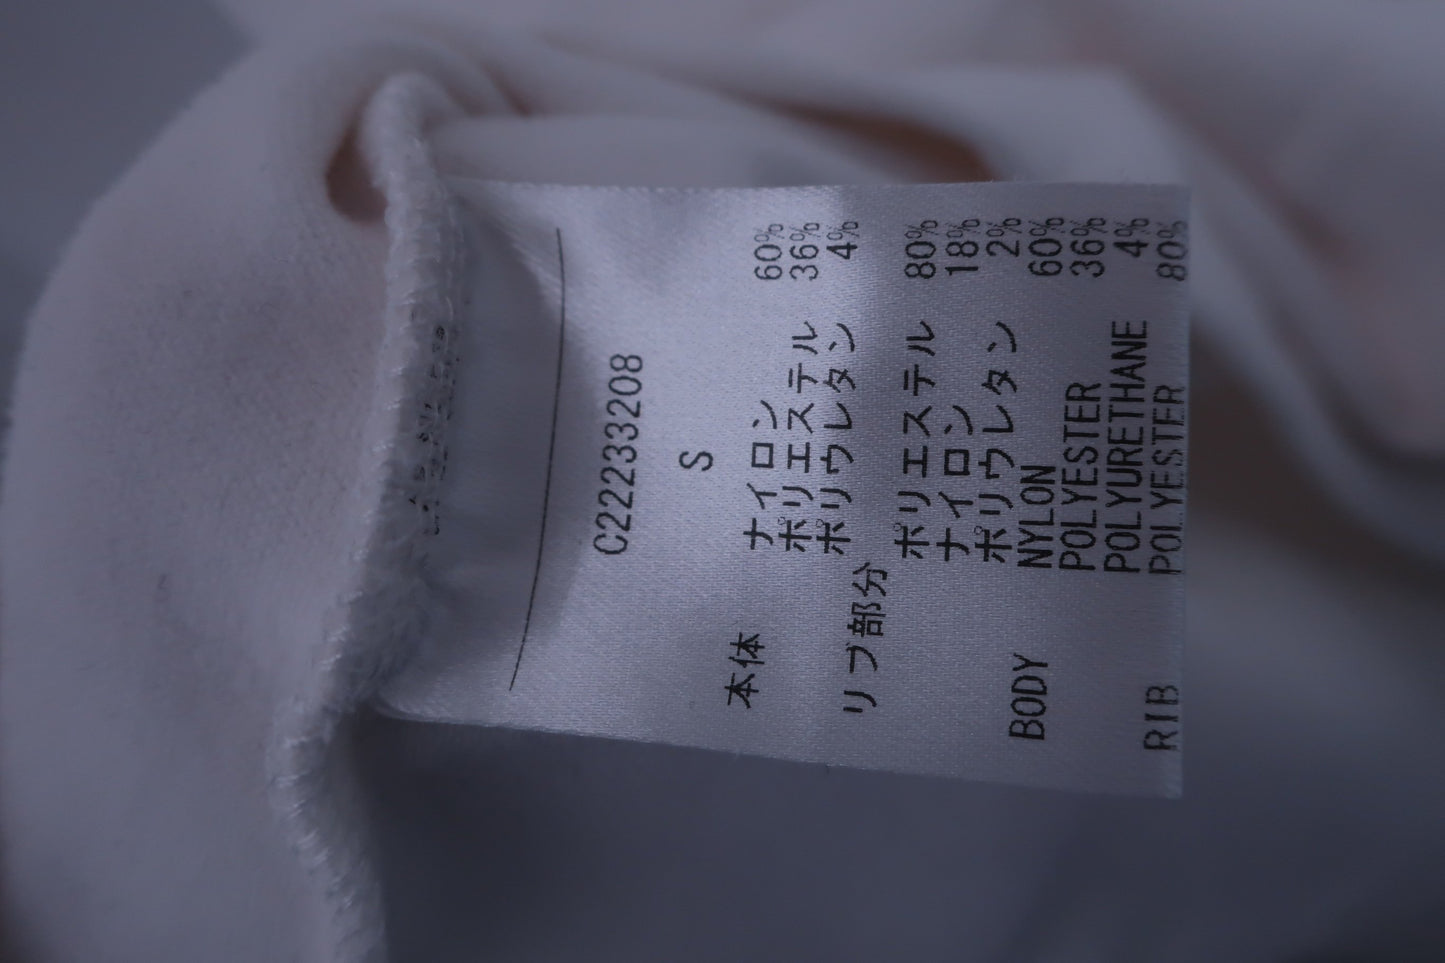 C22233208
S
本体 ナイロン 60%
ポリエステル 36%
ポリウレタン 4%
リブ部分
ポリエステル 80%
ナイロン 18%
ポリウレタン 2%
BODY NYLON 60%
POLYESTER 36%
POLYURETHANE 4%
RIB POLYESTER 80%